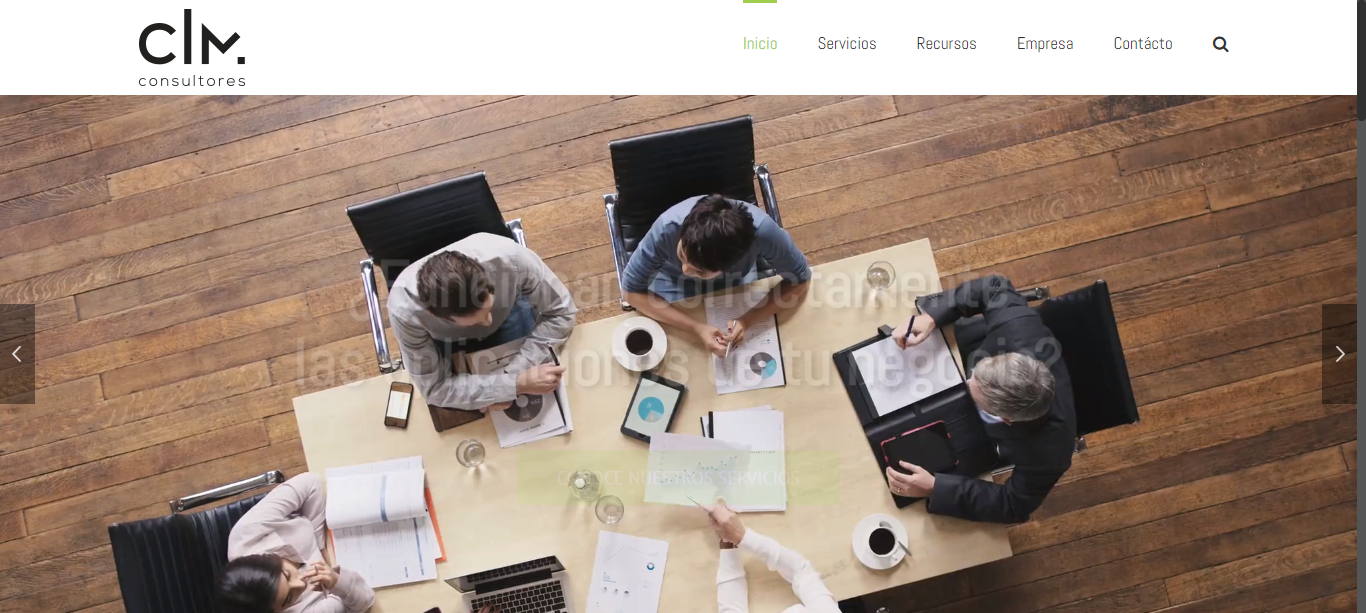 clm.
consultores
Inicio
Servicios
Recursos
Empresa
Contácto
¿Funcionan correctamente
las aplicaciones de tu negocio?
CONOCE NUESTROS SERVICIOS